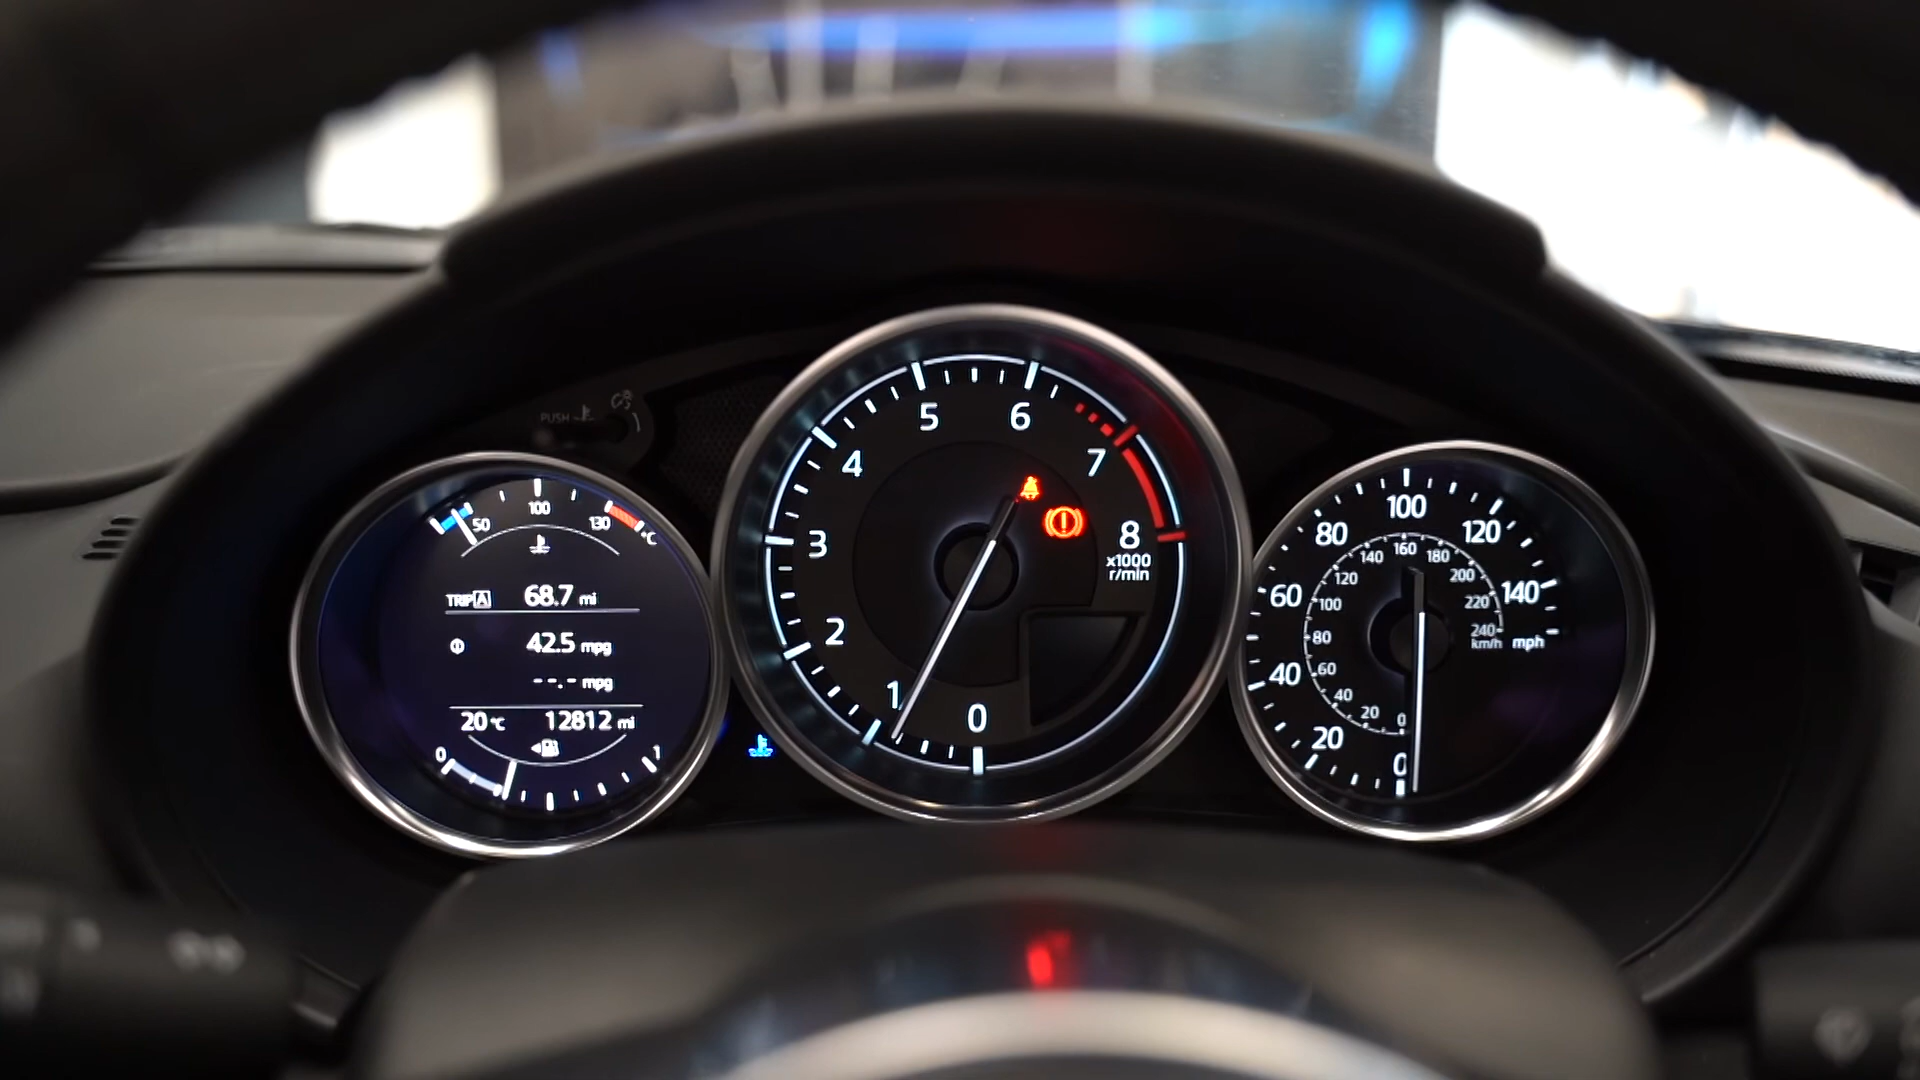 PUSH
50 100 130 °C
TRIP A 68.7 mi
42.5 mpg
--.- mpg
20°C 12812 mi
0 1
0 1 2 3 4 5 6 7 8
x1000
r/min
0 20 40 60 80 100 120 140
mph
0 20 40 60 80 100 120 140 160 180 200 220 240
km/h